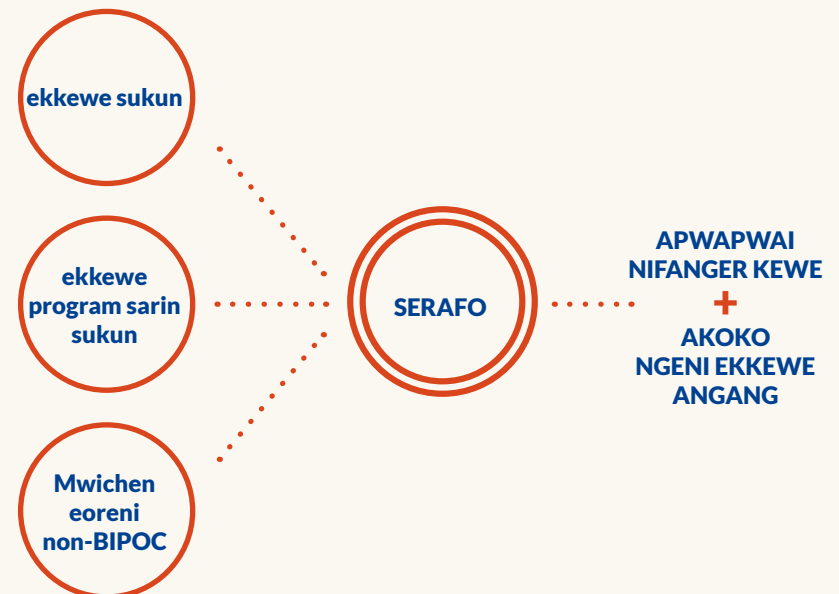 ekkewe sukun
ekkewe
program sarin
sukun
Mwichen
eoreni
non-BIPOC
SERAFO
APWAPWAI
NIFANGER KEWE
+
AKOKO
NGENI EKKEWE
ANGANG